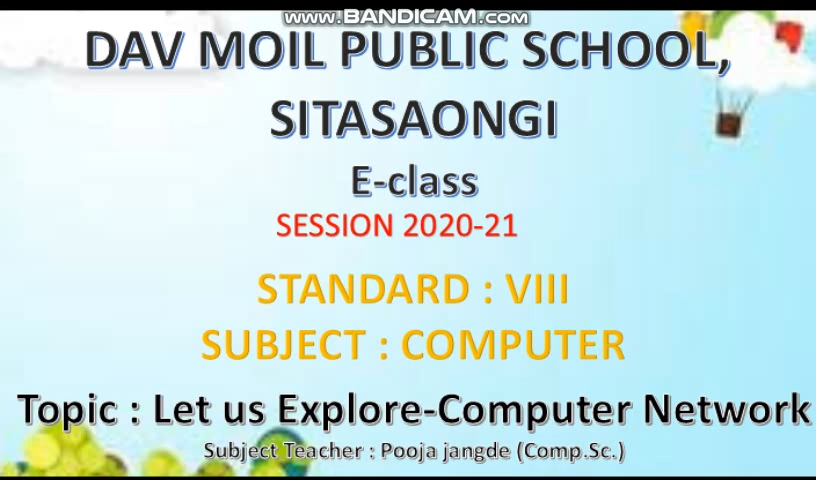 www.BANDICAM.com
DAV MOIL PUBLIC SCHOOL,
SITASAONGI
E-class
SESSION 2020-21
STANDARD : VIII
SUBJECT : COMPUTER
Topic : Let us Explore-Computer Network
Subject Teacher : Pooja jangde (Comp.Sc.)